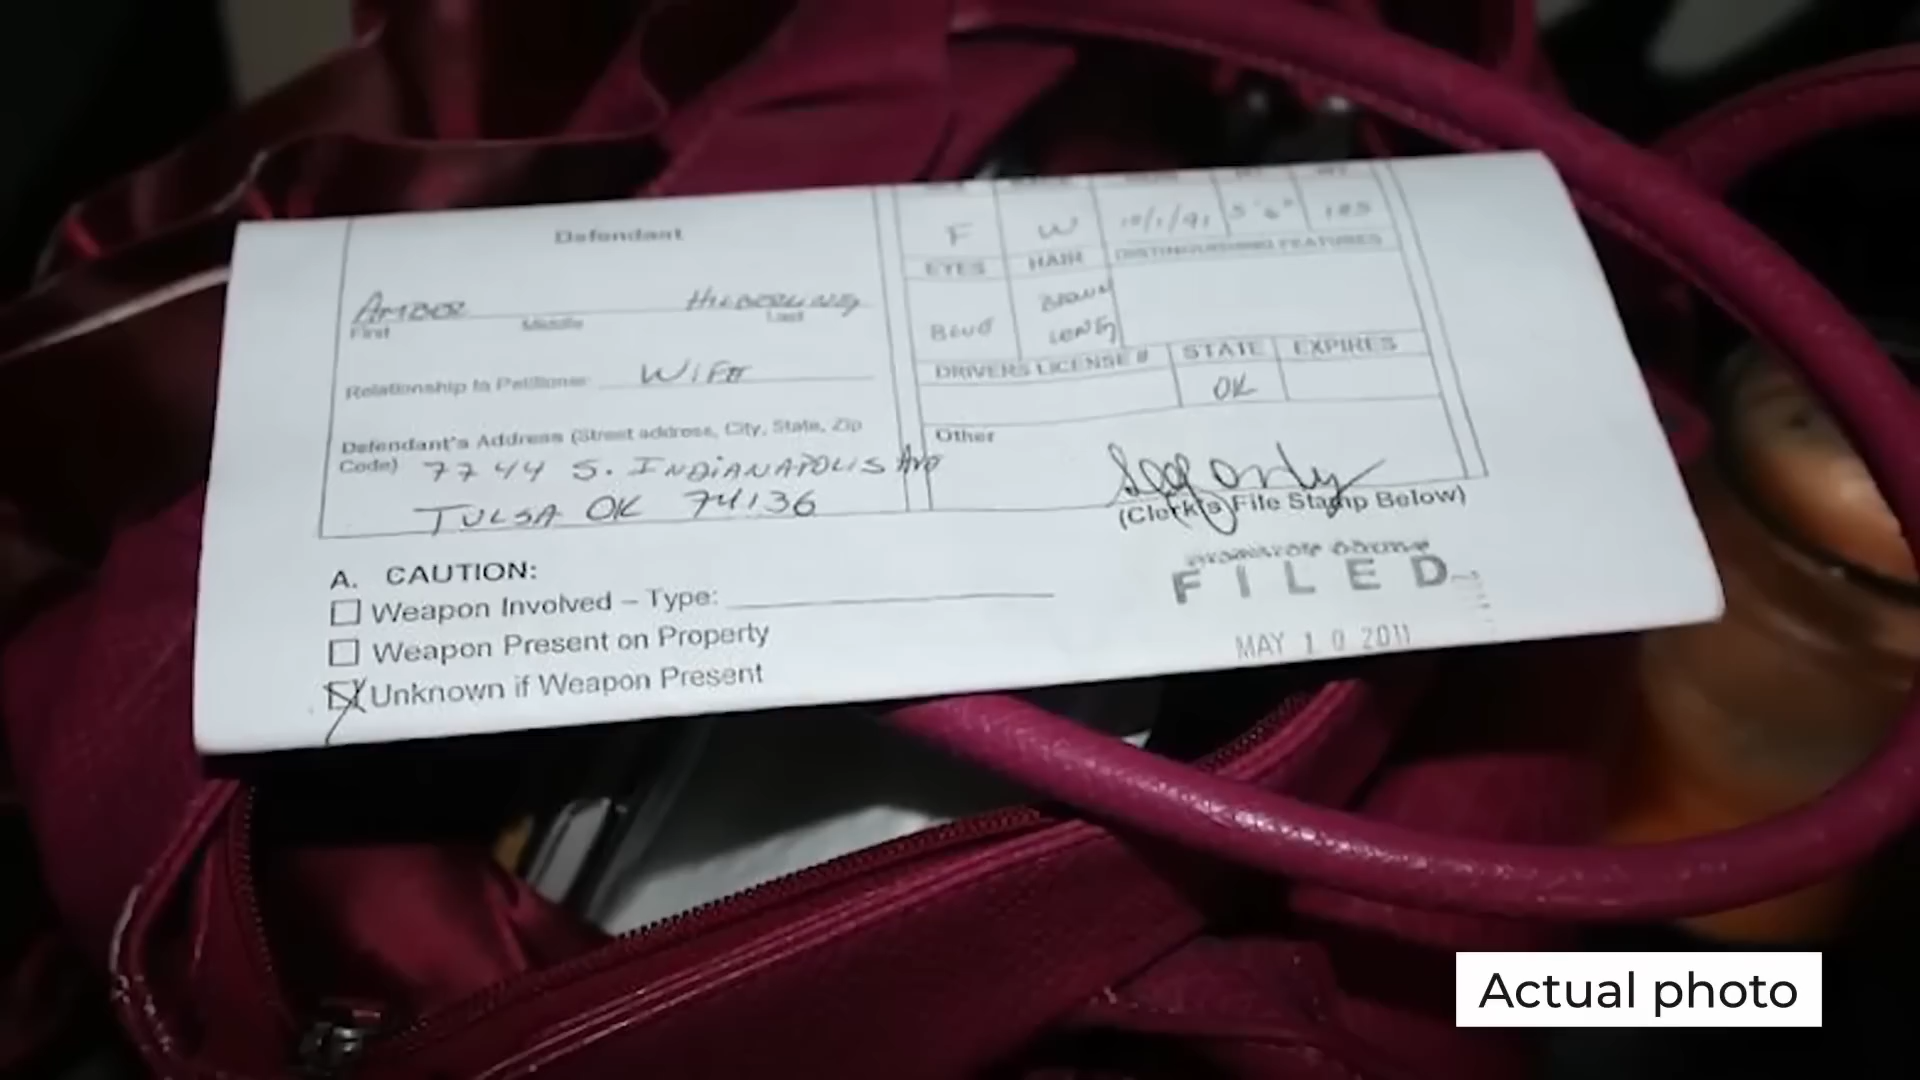 Defendant
F W 10/1/91 5'6"
EYES HAIR DISTINGUISHING FEATURES
AMBER HILBERLING
First Middle Last
BLUE BROWN
LONG
Relationship to Petitioner WIFE
DRIVERS LICENSE # STATE EXPIRES
OK
Defendant's Address (Street address, City, State, Zip
Code) 7744 S. INDIANAPOLIS Ave
TULSA OK 74136
Other
(Clerk's File Stamp Below)
A. CAUTION:
☐ Weapon Involved – Type:
☐ Weapon Present on Property
☒ Unknown if Weapon Present
FILED
MAY 10 2011
Actual photo